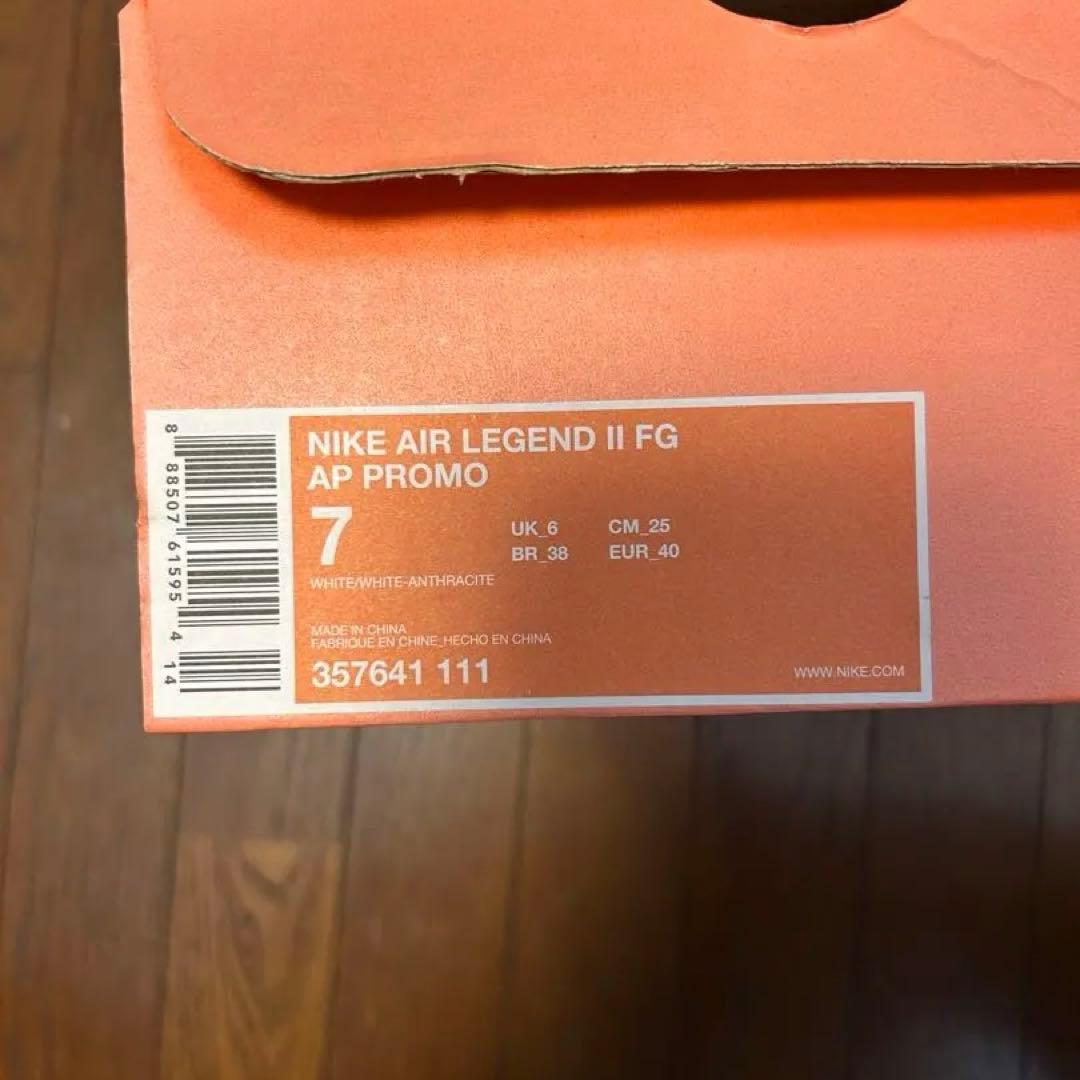 NIKE AIR LEGEND II FG
AP PROMO
7
UK_6 CM_25
BR_38 EUR_40
WHITE/WHITE-ANTHRACITE
MADE IN CHINA
FABRIQUE EN CHINE_HECHO EN CHINA
357641 111
WWW.NIKE.COM
8 88507 61595 4 14